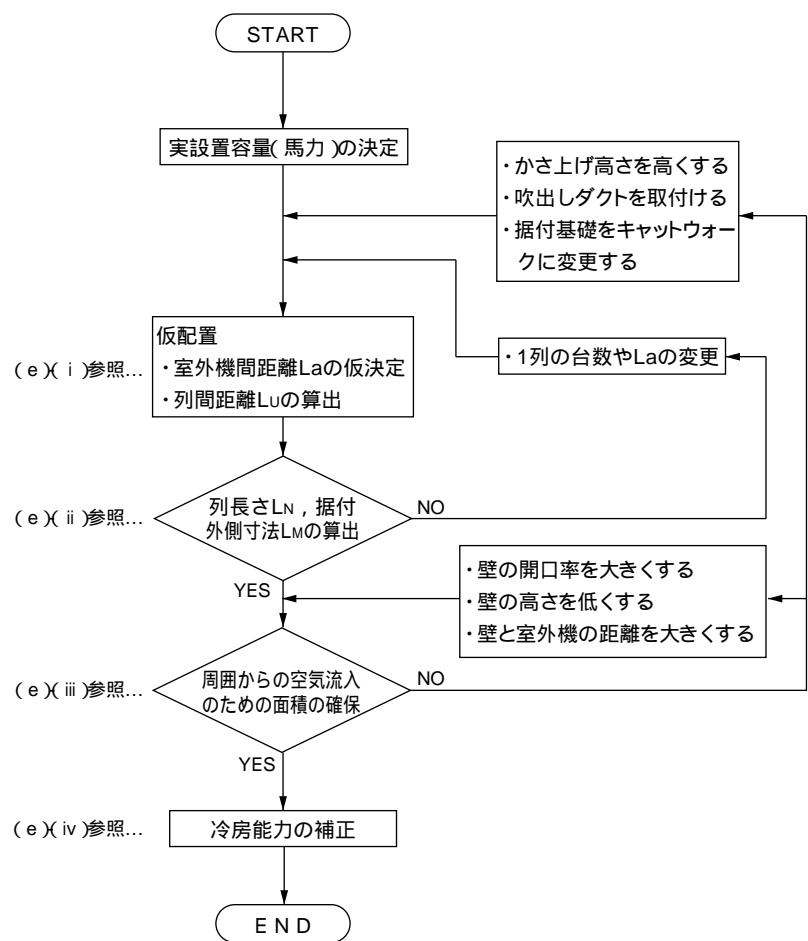 START
実設置容量(馬力)の決定
・かさ上げ高さを高くする
・吹出しダクトを取付ける
・据付基礎をキャットウォー
クに変更する
(e)(i)参照…
仮配置
・室外機間距離Laの仮決定
・列間距離LUの算出
・1列の台数やLaの変更
(e)(ii)参照…
列長さLN,据付
外側寸法LMの算出
NO
YES
・壁の開口率を大きくする
・壁の高さを低くする
・壁と室外機の距離を大きくする
(e)(iii)参照…
周囲からの空気流入
のための面積の確保
NO
YES
(e)(iv)参照…
冷房能力の補正
END